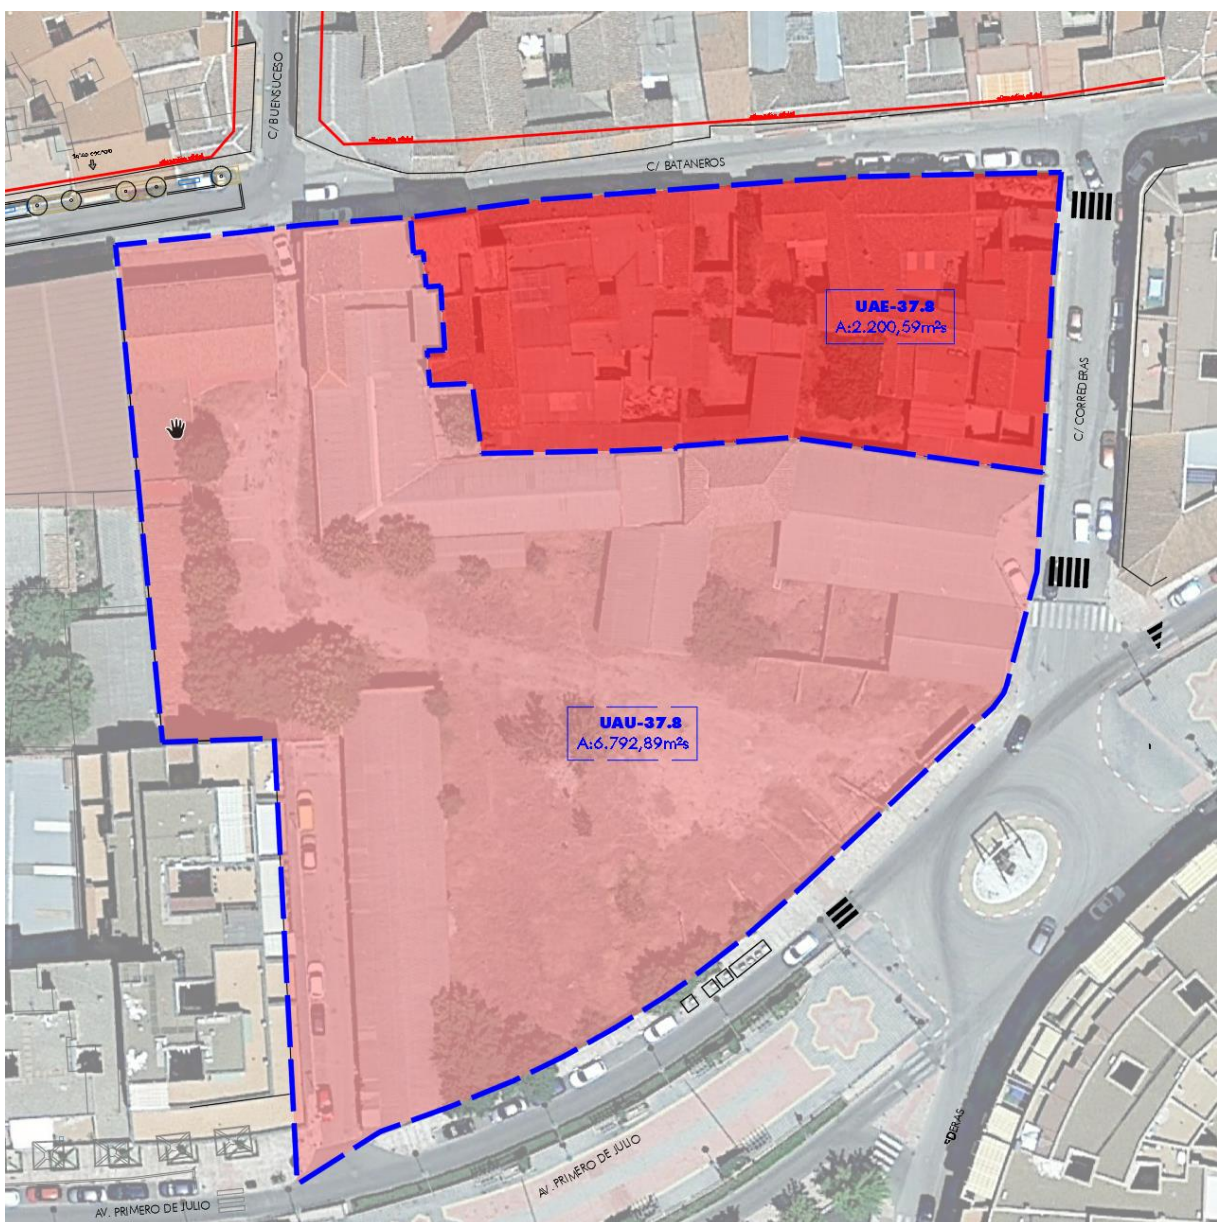 C/ BUENSUCESO
C/ BATANEROS
UAE-37.8
A:2.200,59m²s
C/ CORREDERAS
UAU-37.8
A:6.792,89m²s
AV. PRIMERO DE JULIO
EDERAS
AV. PRIMERO DE JULIO